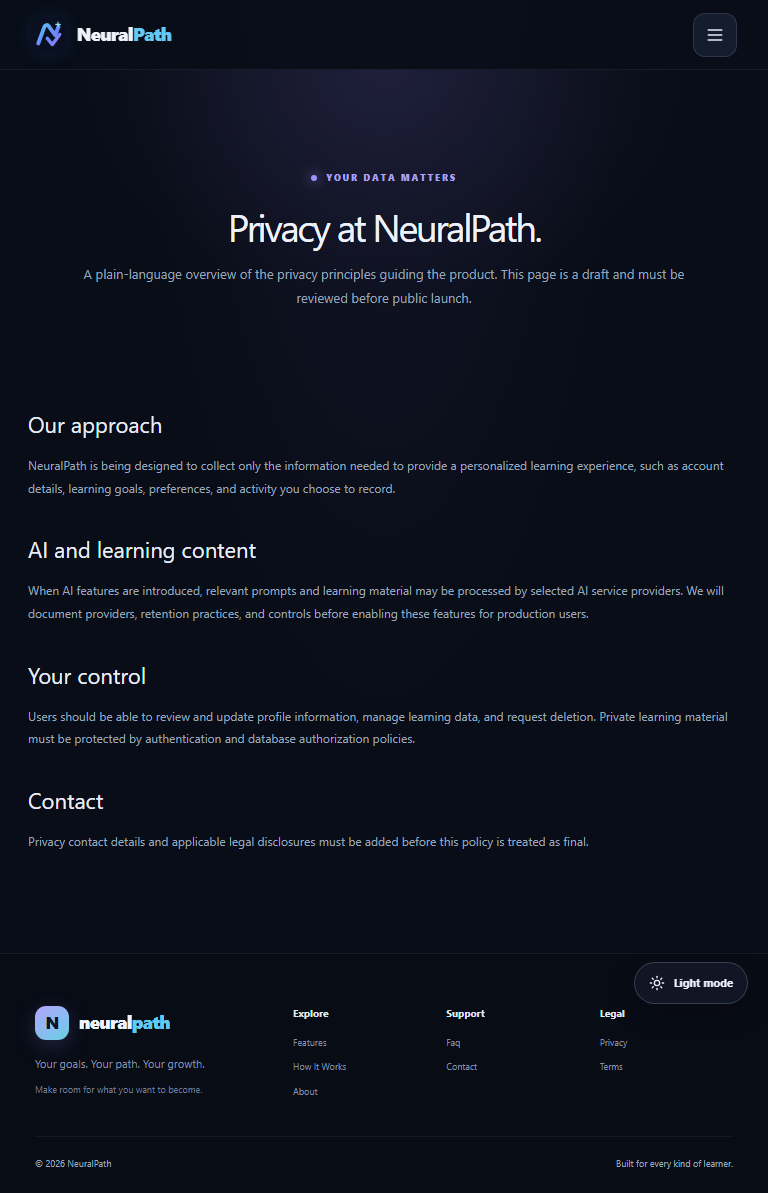 NeuralPath
YOUR DATA MATTERS
Privacy at NeuralPath.
A plain-language overview of the privacy principles guiding the product. This page is a draft and must be
reviewed before public launch.
Our approach
NeuralPath is being designed to collect only the information needed to provide a personalized learning experience, such as account
details, learning goals, preferences, and activity you choose to record.
AI and learning content
When AI features are introduced, relevant prompts and learning material may be processed by selected AI service providers. We will
document providers, retention practices, and controls before enabling these features for production users.
Your control
Users should be able to review and update profile information, manage learning data, and request deletion. Private learning material
must be protected by authentication and database authorization policies.
Contact
Privacy contact details and applicable legal disclosures must be added before this policy is treated as final.
Light mode
N neuralpath
Your goals. Your path. Your growth.
Make room for what you want to become.
Explore
Features
How It Works
About
Support
Faq
Contact
Legal
Privacy
Terms
© 2026 NeuralPath
Built for every kind of learner.